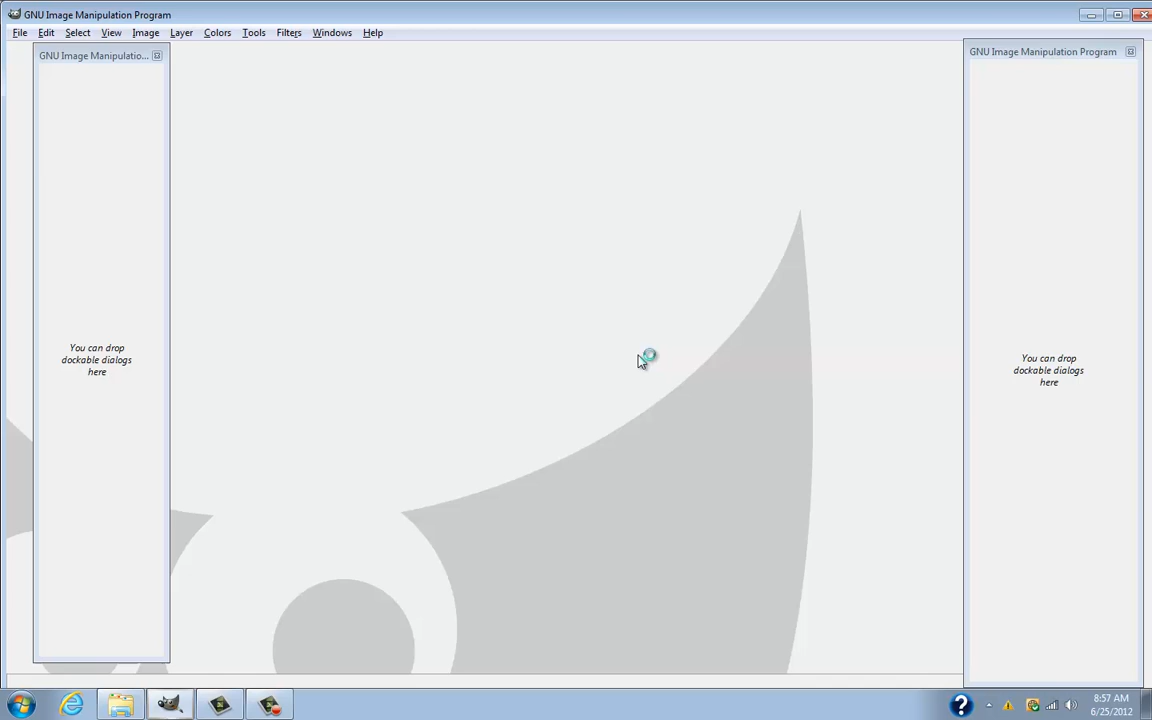 GNU Image Manipulation Program
File Edit Select View Image Layer Colors Tools Filters Windows Help
GNU Image Manipulatio...
You can drop
dockable dialogs
here
GNU Image Manipulation Program
You can drop
dockable dialogs
here
8:57 AM
6/25/2012